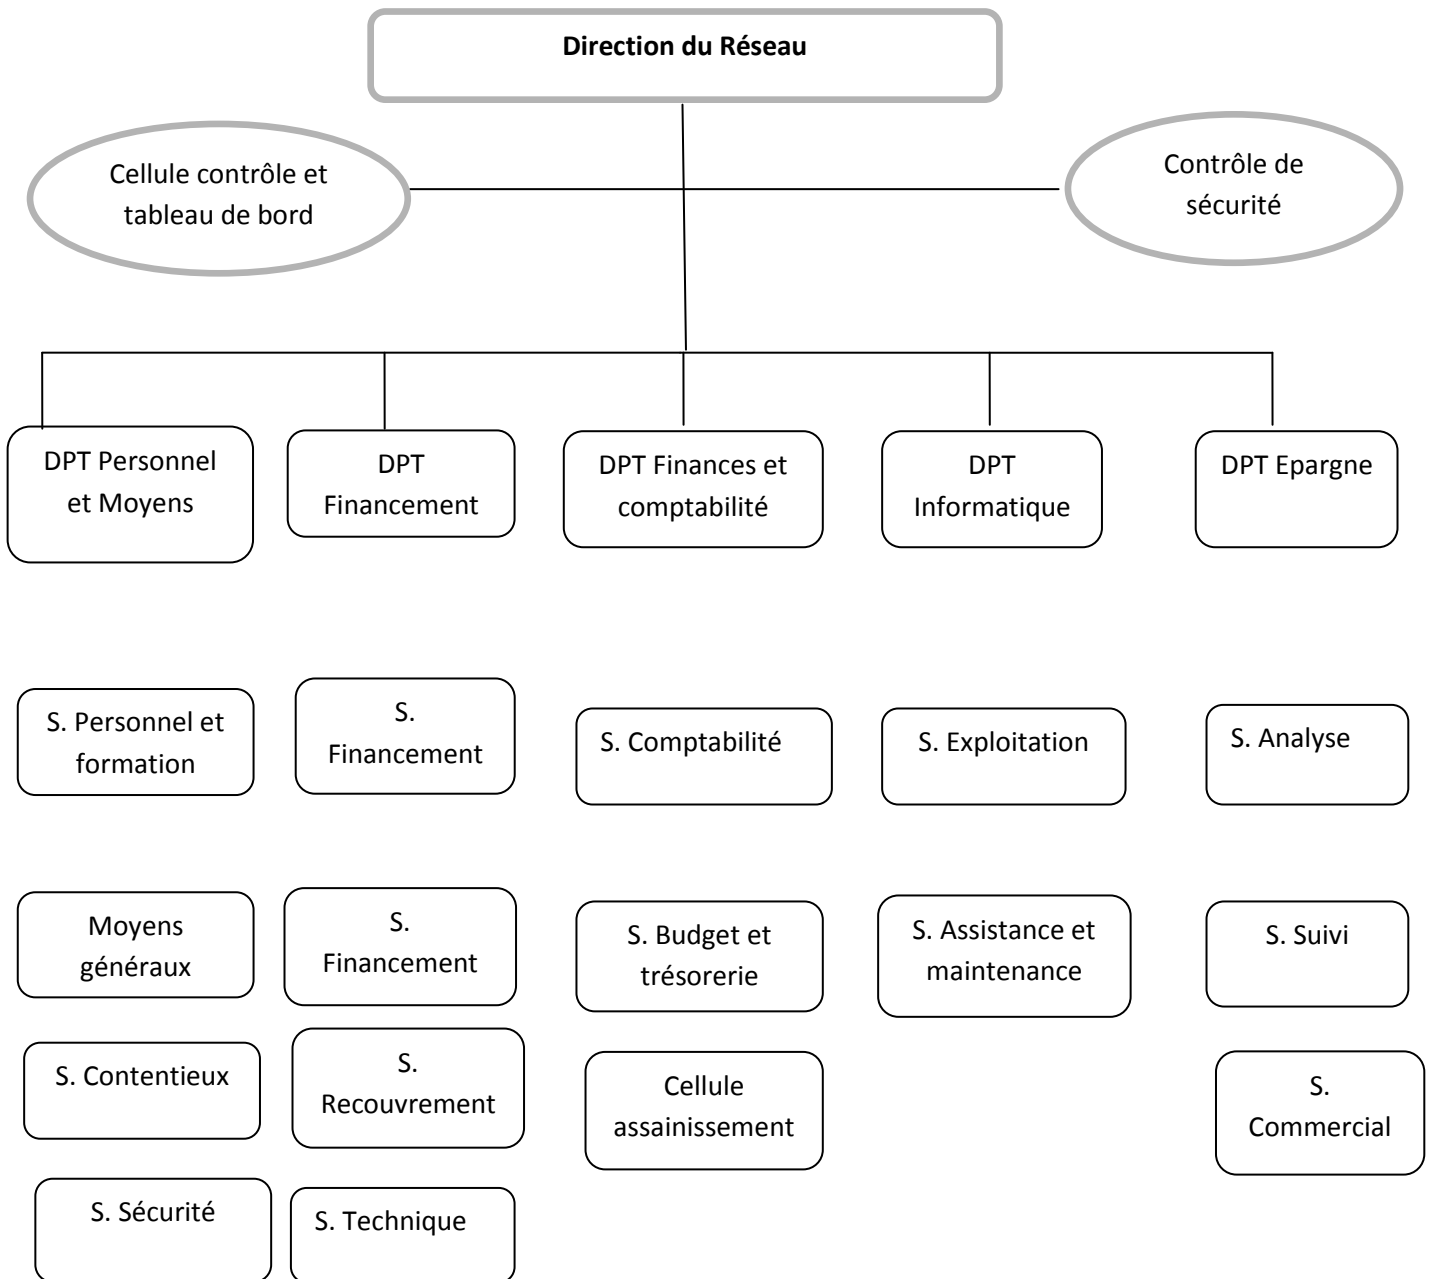 Direction du Réseau
Cellule contrôle et
tableau de bord
Contrôle de
sécurité
DPT Personnel
et Moyens
DPT
Financement
DPT Finances et
comptabilité
DPT
Informatique
DPT Epargne
S. Personnel et
formation
S.
Financement
S. Comptabilité
S. Exploitation
S. Analyse
Moyens
généraux
S.
Financement
S. Budget et
trésorerie
S. Assistance et
maintenance
S. Suivi
S. Contentieux
S.
Recouvrement
Cellule
assainissement
S.
Commercial
S. Sécurité
S. Technique